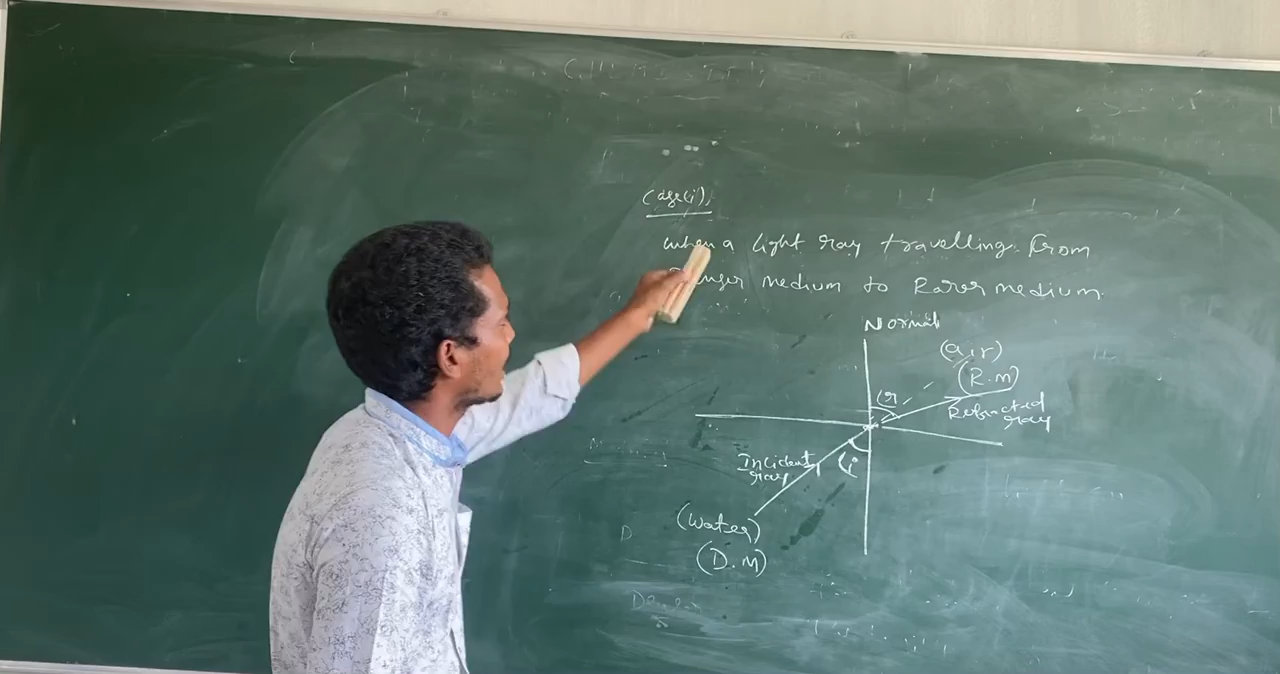 Case(i),
when a light ray travelling from
medium to Rarer medium.
Normal
(air)
(R.M)
r
Refracted
ray
Incident
ray
i
(water)
(D.M)
D